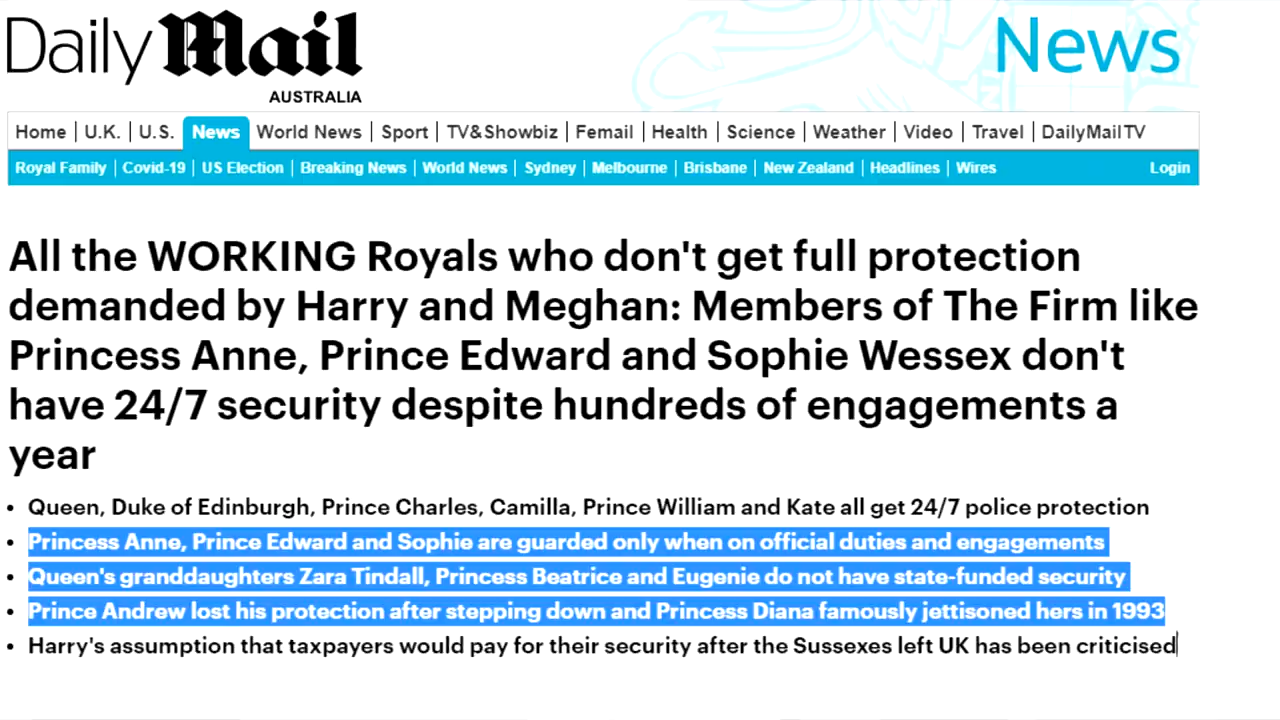 Daily Mail
AUSTRALIA
News
Home U.K. U.S. News World News Sport TV&Showbiz Femail Health Science Weather Video Travel DailyMailTV
Royal Family Covid-19 US Election Breaking News World News Sydney Melbourne Brisbane New Zealand Headlines Wires Login
All the WORKING Royals who don't get full protection
demanded by Harry and Meghan: Members of The Firm like
Princess Anne, Prince Edward and Sophie Wessex don't
have 24/7 security despite hundreds of engagements a
year
• Queen, Duke of Edinburgh, Prince Charles, Camilla, Prince William and Kate all get 24/7 police protection
• Princess Anne, Prince Edward and Sophie are guarded only when on official duties and engagements
• Queen's granddaughters Zara Tindall, Princess Beatrice and Eugenie do not have state-funded security
• Prince Andrew lost his protection after stepping down and Princess Diana famously jettisoned hers in 1993
• Harry's assumption that taxpayers would pay for their security after the Sussexes left UK has been criticised